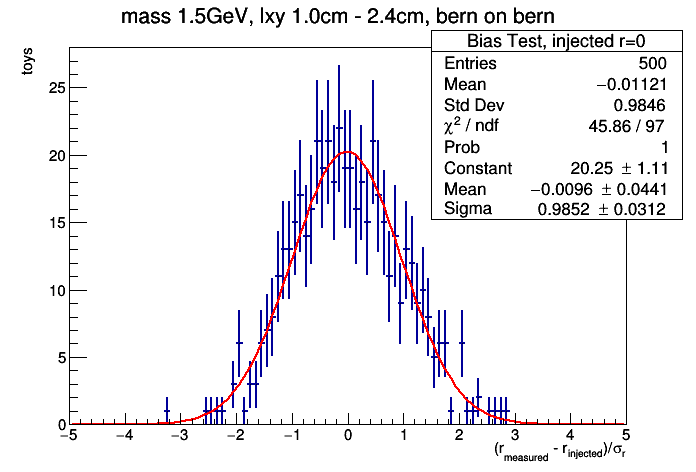 mass 1.5GeV, lxy 1.0cm - 2.4cm, bern on bern
toys
Bias Test, injected r=0
Entries 500
Mean −0.01121
Std Dev 0.9846
χ² / ndf 45.86 / 97
Prob 1
Constant 20.25 ± 1.11
Mean −0.0096 ± 0.0441
Sigma 0.9852 ± 0.0312
25
20
15
10
5
0
−5 −4 −3 −2 −1 0 1 2 3 4 5
(r_measured - r_injected)/σ_r